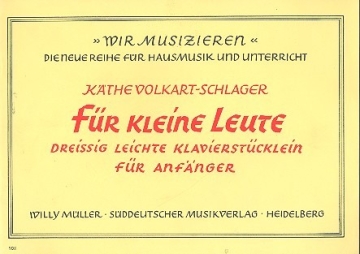 »WIR MUSIZIEREN«
DIE NEUE REIHE FÜR HAUSMUSIK UND UNTERRICHT
KÄTHE VOLKART-SCHLAGER
FÜR KLEINE LEUTE
DREISSIG LEICHTE KLAVIERSTÜCKLEIN
FÜR ANFÄNGER
WILLY MÜLLER · SÜDDEUTSCHER MUSIKVERLAG · HEIDELBERG